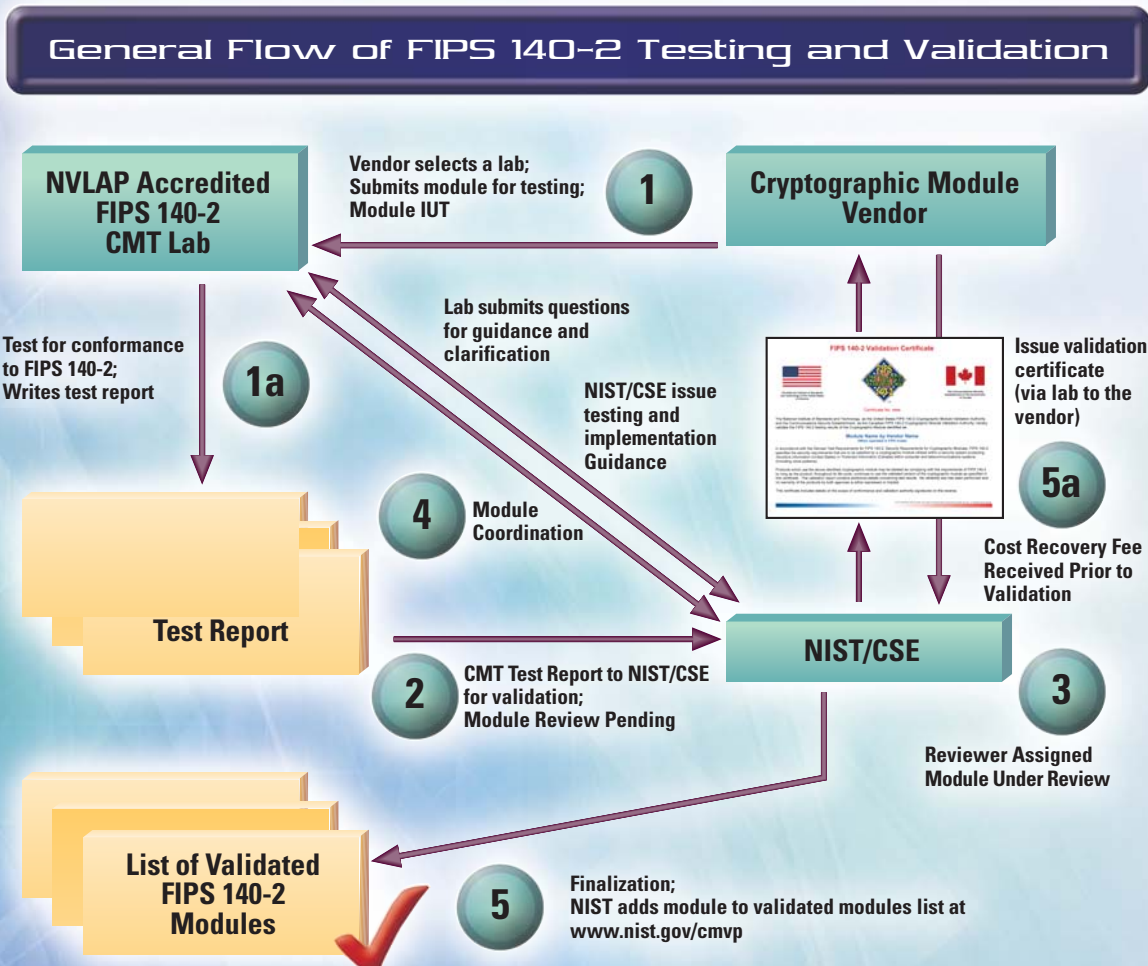 General Flow of FIPS 140-2 Testing and Validation
NVLAP Accredited
FIPS 140-2
CMT Lab
Vendor selects a lab;
Submits module for testing;
Module IUT
1
Cryptographic Module
Vendor
Test for conformance
to FIPS 140-2;
Writes test report
1a
Lab submits questions
for guidance and
clarification
NIST/CSE issue
testing and
implementation
Guidance
FIPS 140-2 Validation Certificate
Module Name by Vendor Name
Issue validation
certificate
(via lab to the
vendor)
5a
Cost Recovery Fee
Received Prior to
Validation
4
Module
Coordination
Test Report
NIST/CSE
2
CMT Test Report to NIST/CSE
for validation;
Module Review Pending
3
Reviewer Assigned
Module Under Review
List of Validated
FIPS 140-2
Modules
5
Finalization;
NIST adds module to validated modules list at
www.nist.gov/cmvp